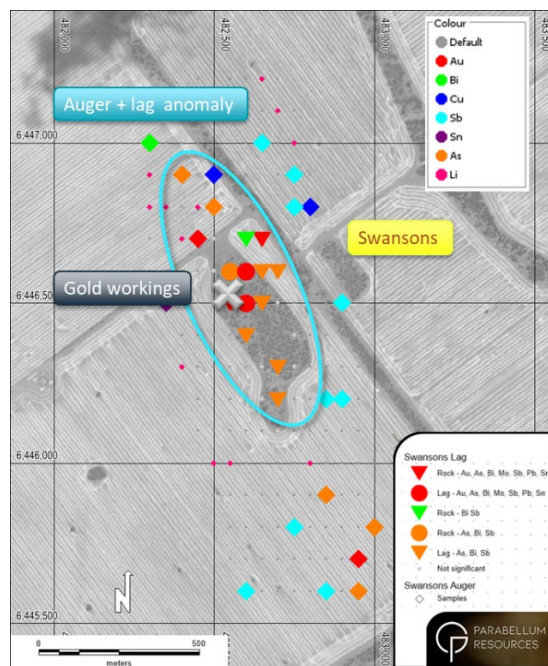 482,000
482,500
483,000
483,500
Colour
Default
Au
Bi
Cu
Sb
Sn
As
Li
Auger + lag anomaly
6,447,000
Swansons
Gold workings
6,446,500
6,446,000
Swansons Lag
Rock - Au, As, Bi, Mo, Sb, Pb, Sn
Lag - Au, As, Bi, Mo, Sb, Pb, Sn
Rock - Bi Sb
Rock - As, Bi, Sb
Lag - As, Bi, Sb
Not significant
Swansons Auger
Samples
N
0 500
meters
6,445,500
PARABELLUM
RESOURCES